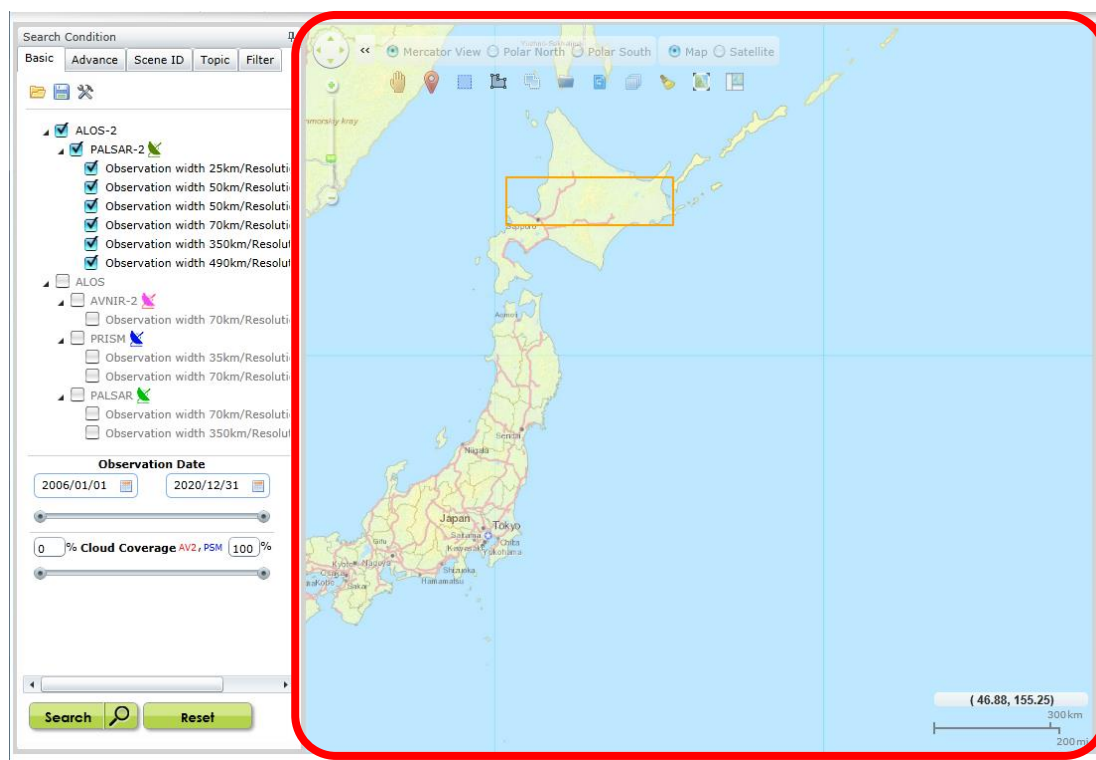 Search Condition
Basic Advance Scene ID Topic Filter
ALOS-2
PALSAR-2
Observation width 25km/Resoluti
Observation width 50km/Resoluti
Observation width 50km/Resoluti
Observation width 70km/Resoluti
Observation width 350km/Resolut
Observation width 490km/Resolut
ALOS
AVNIR-2
Observation width 70km/Resoluti
PRISM
Observation width 35km/Resoluti
Observation width 70km/Resoluti
PALSAR
Observation width 70km/Resoluti
Observation width 350km/Resolut
Observation Date
2006/01/01 2020/12/31
0 % Cloud Coverage AV2, PSM 100 %
Search Reset
<< Mercator View Polar North Polar South Map Satellite
Sapporo
Aomori
Sendai
Niigata
Japan
Tokyo
Saitama
Chiba
Gifu
Kawasaki
Yokohama
Kyoto
Nagoya
Shizuoka
Osaka
Kobe
Sakai
Hamamatsu
( 46.88, 155.25)
300km
200mi